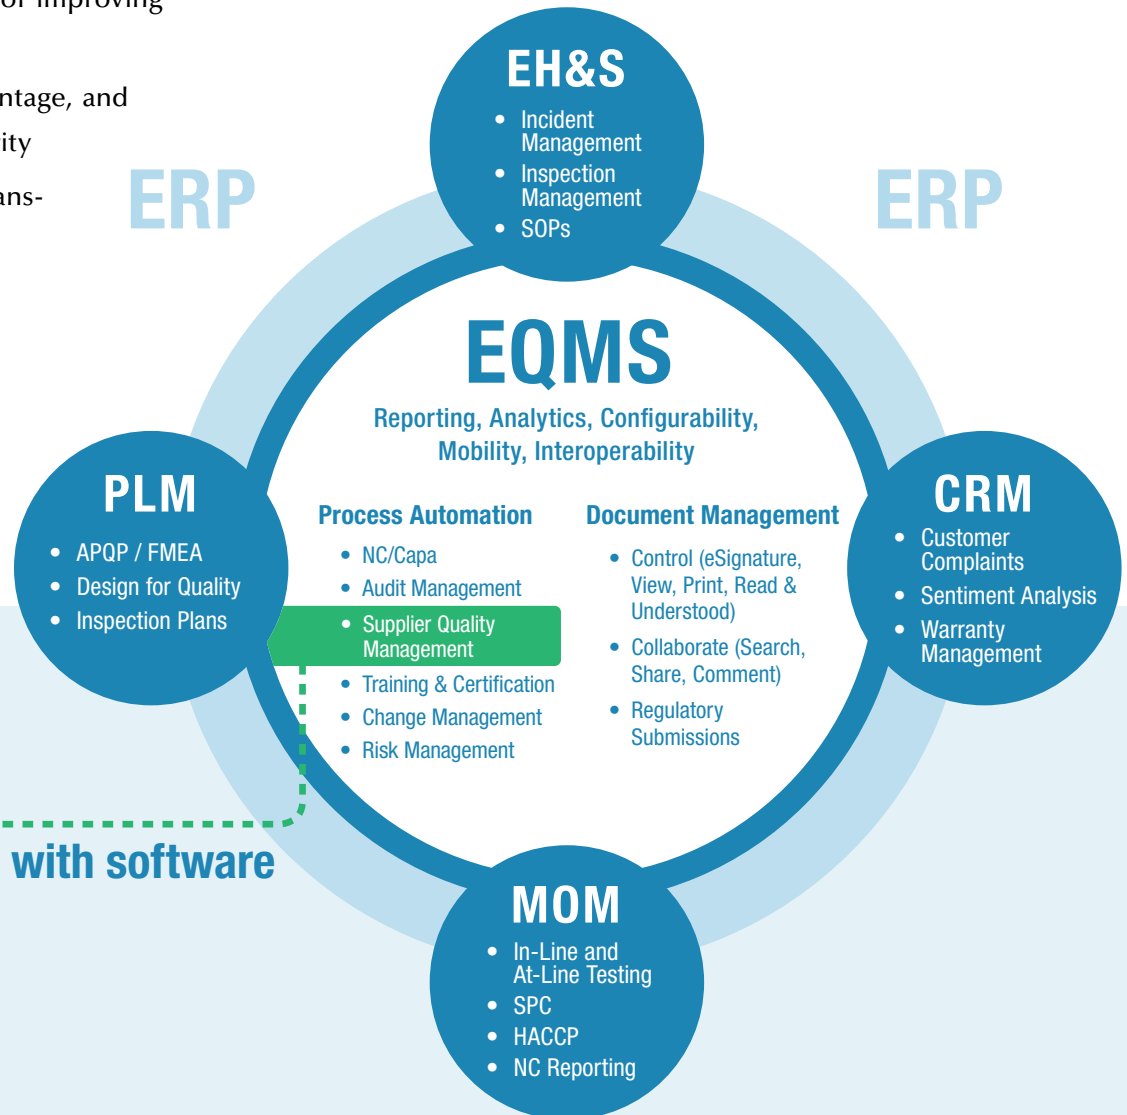 or improving
ntage, and
rity
ans-
ERP
ERP
EH&S
• Incident
Management
• Inspection
Management
• SOPs
EQMS
Reporting, Analytics, Configurability,
Mobility, Interoperability
PLM
• APQP / FMEA
• Design for Quality
• Inspection Plans
Process Automation
• NC/Capa
• Audit Management
• Supplier Quality
Management
• Training & Certification
• Change Management
• Risk Management
Document Management
• Control (eSignature,
View, Print, Read &
Understood)
• Collaborate (Search,
Share, Comment)
• Regulatory
Submissions
CRM
• Customer
Complaints
• Sentiment Analysis
• Warranty
Management
with software
MOM
• In-Line and
At-Line Testing
• SPC
• HACCP
• NC Reporting